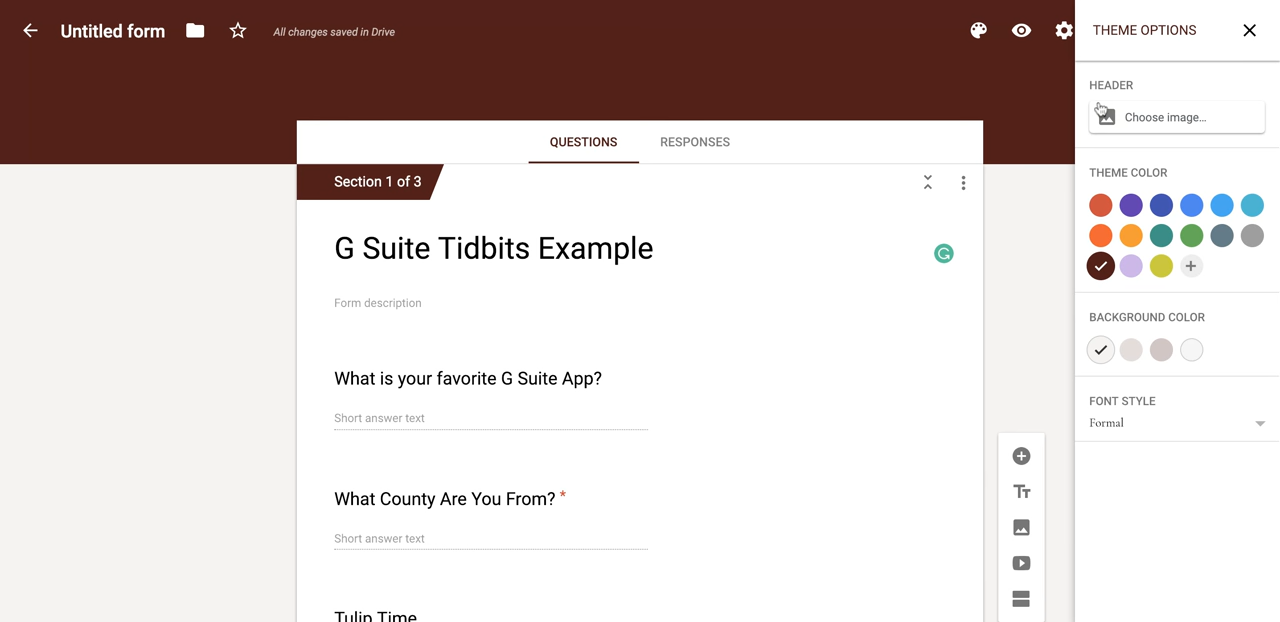 Untitled form
All changes saved in Drive
THEME OPTIONS
HEADER
Choose image...
QUESTIONS
RESPONSES
THEME COLOR
Section 1 of 3
G Suite Tidbits Example
Form description
BACKGROUND COLOR
What is your favorite G Suite App?
Short answer text
FONT STYLE
Formal
What County Are You From? *
Short answer text
Tulip Time